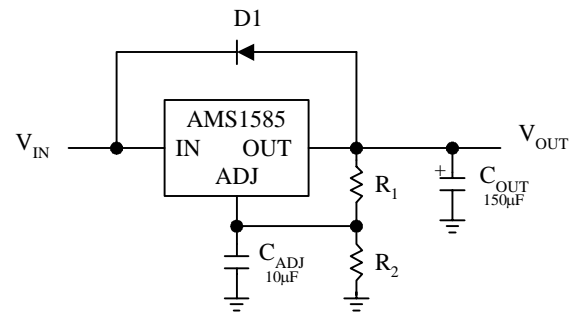 D1
AMS1585
V_IN
IN OUT
V_OUT
ADJ
R_1
+
C_OUT
150µF
C_ADJ
10µF
R_2